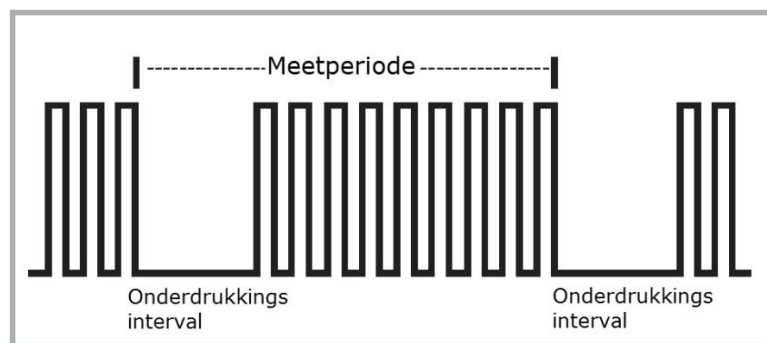 Meetperiode
Onderdrukkings
interval
Onderdrukkings
interval